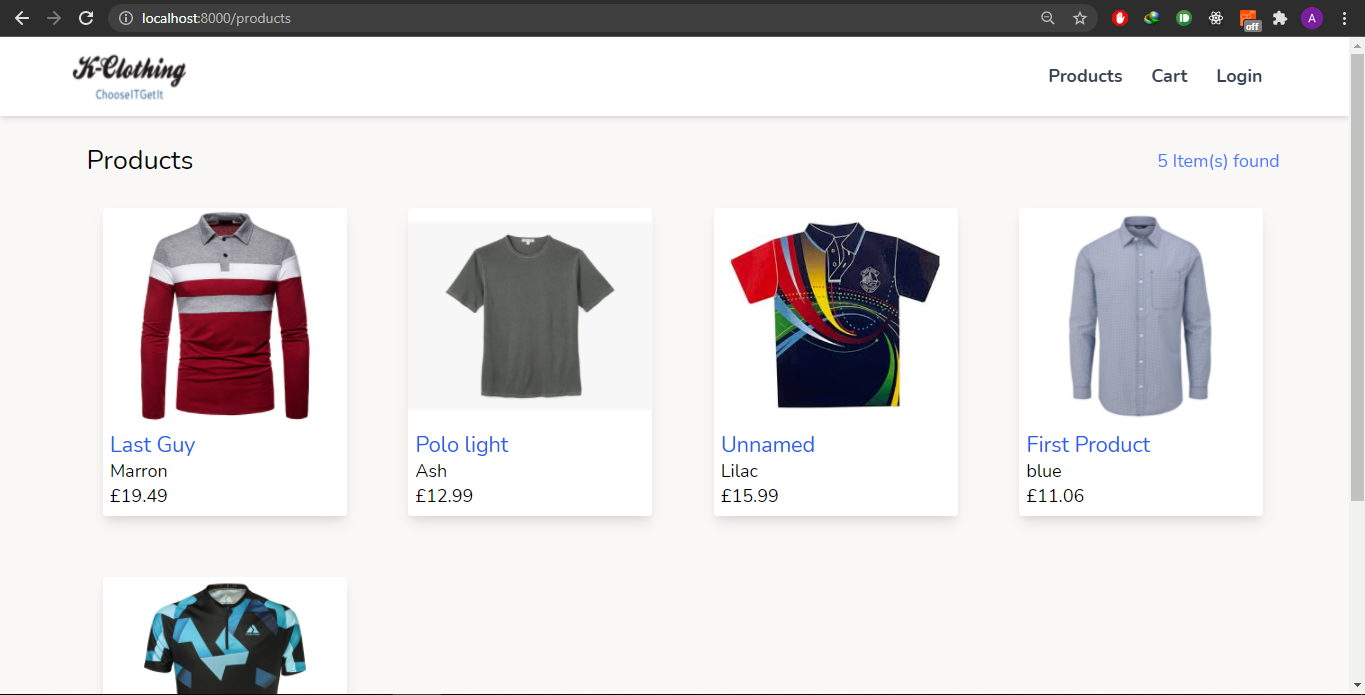 localhost:8000/products
A
off
K-Clothing
ChooseITGetIt
Products Cart Login
Products
5 Item(s) found
Last Guy
Marron
£19.49
Polo light
Ash
£12.99
Unnamed
Lilac
£15.99
First Product
blue
£11.06